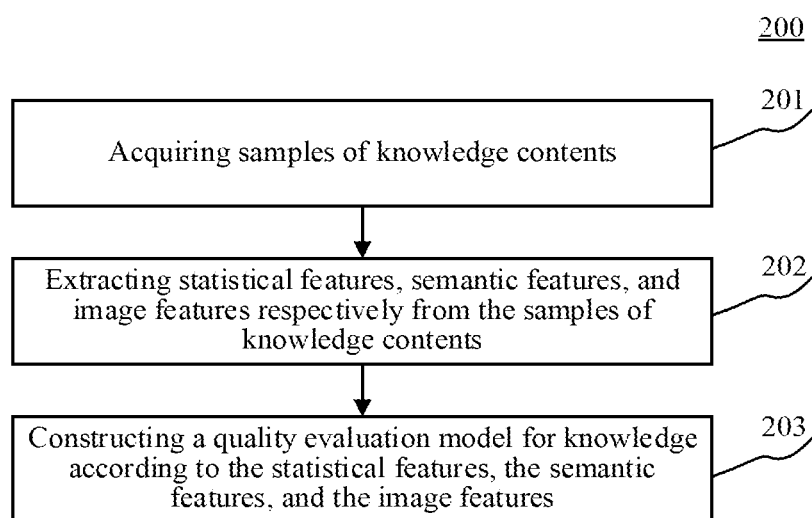 200
201
Acquiring samples of knowledge contents
202
Extracting statistical features, semantic features, and
image features respectively from the samples of
knowledge contents
203
Constructing a quality evaluation model for knowledge
according to the statistical features, the semantic
features, and the image features